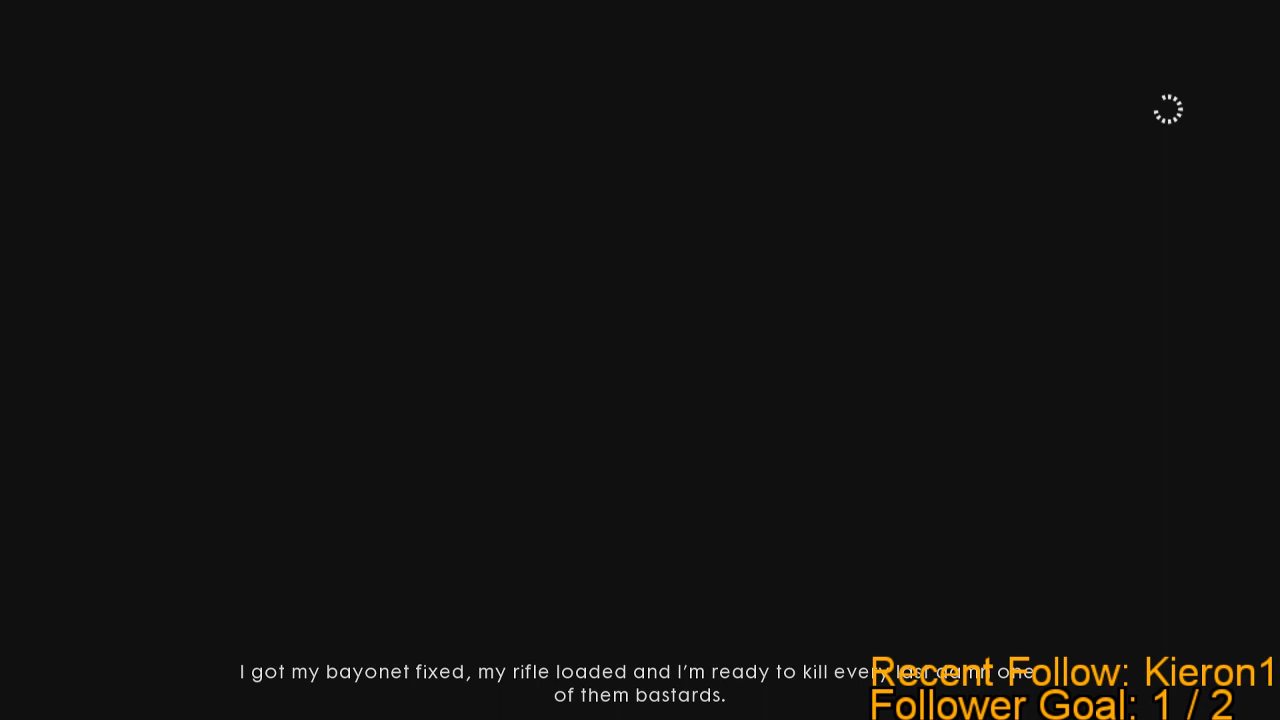 I got my bayonet fixed, my rifle loaded and I'm ready to kill every last damn one
of them bastards.
Recent Follow: Kieron1
Follower Goal: 1 / 2